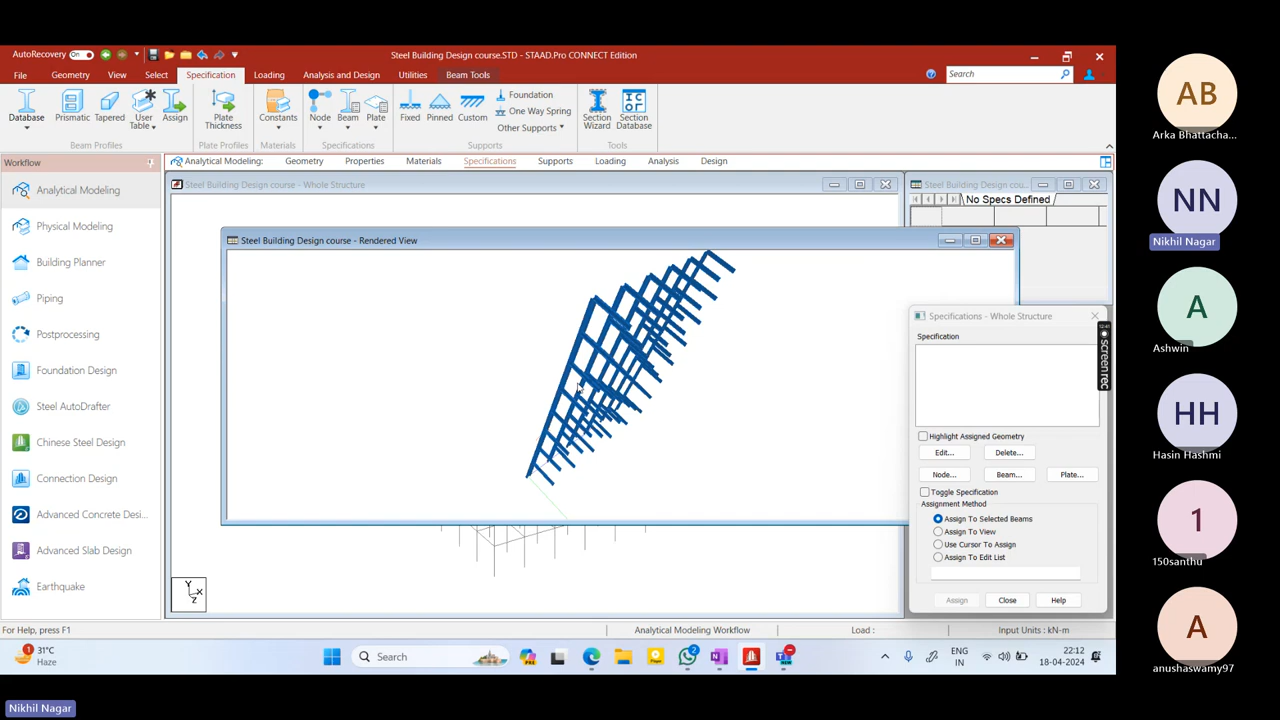 AutoRecovery On
Steel Building Design course.STD - STAAD.Pro CONNECT Edition
File Geometry View Select Specification Loading Analysis and Design Utilities Beam Tools
Search
Database
Prismatic
Tapered
User
Table
Assign
Plate
Thickness
Constants
Node
Beam
Plate
Fixed
Pinned
Custom
Foundation
One Way Spring
Other Supports
Section
Wizard
Section
Database
Beam Profiles
Plate Profiles
Materials
Specifications
Supports
Tools
Workflow
Analytical Modeling:
Geometry
Properties
Materials
Specifications
Supports
Loading
Analysis
Design
Analytical Modeling
Physical Modeling
Building Planner
Piping
Postprocessing
Foundation Design
Steel AutoDrafter
Chinese Steel Design
Connection Design
Advanced Concrete Desi...
Advanced Slab Design
Earthquake
Steel Building Design course - Whole Structure
Steel Building Design cou...
No Specs Defined
Steel Building Design course - Rendered View
Specifications - Whole Structure
Specification
Highlight Assigned Geometry
Edit...
Delete...
Node...
Beam...
Plate...
Toggle Specification
Assignment Method
Assign To Selected Beams
Assign To View
Use Cursor To Assign
Assign To Edit List
Assign
Close
Help
screen rec
Y
X
Z
For Help, press F1
Analytical Modeling Workflow
Load :
Input Units : kN-m
1
31°C
Haze
Search
2
ENG
IN
22:12
18-04-2024
Nikhil Nagar
AB
Arka Bhattacha...
NN
Nikhil Nagar
A
Ashwin
HH
Hasin Hashmi
1
150santhu
A
anushaswamy97